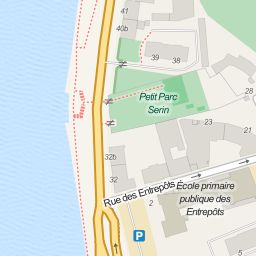 41
40b
39
38
28
Petit Parc
Serin
23
32b
32
Rue des Entrepôts
École primaire
publique des
Entrepôts
P